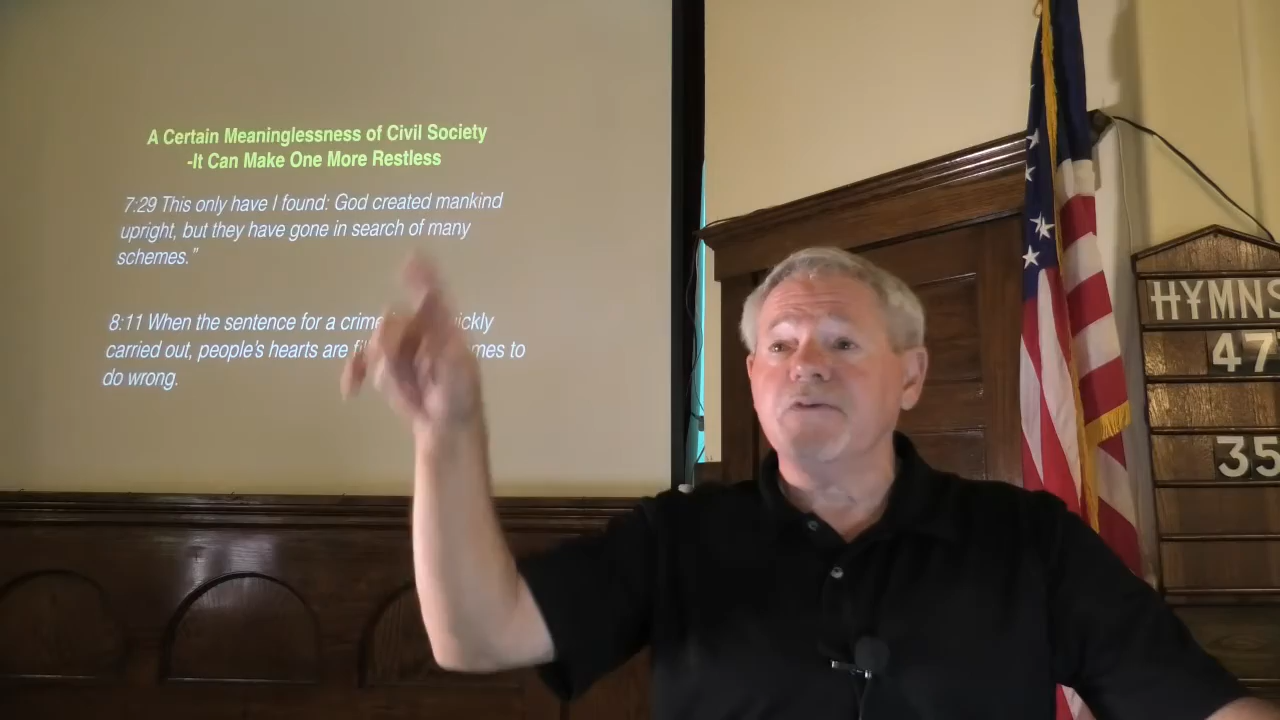 A Certain Meaninglessness of Civil Society
-It Can Make One More Restless
7:29 This only have I found: God created mankind
upright, but they have gone in search of many
schemes.”
8:11 When the sentence for a crime quickly
carried out, people’s hearts are to
do wrong.
HYMNS
47
35